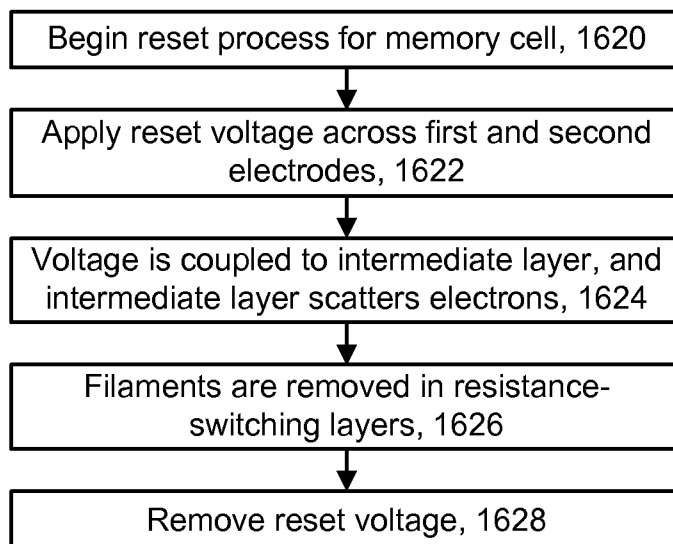 Begin reset process for memory cell, 1620
Apply reset voltage across first and second
electrodes, 1622
Voltage is coupled to intermediate layer, and
intermediate layer scatters electrons, 1624
Filaments are removed in resistance-
switching layers, 1626
Remove reset voltage, 1628